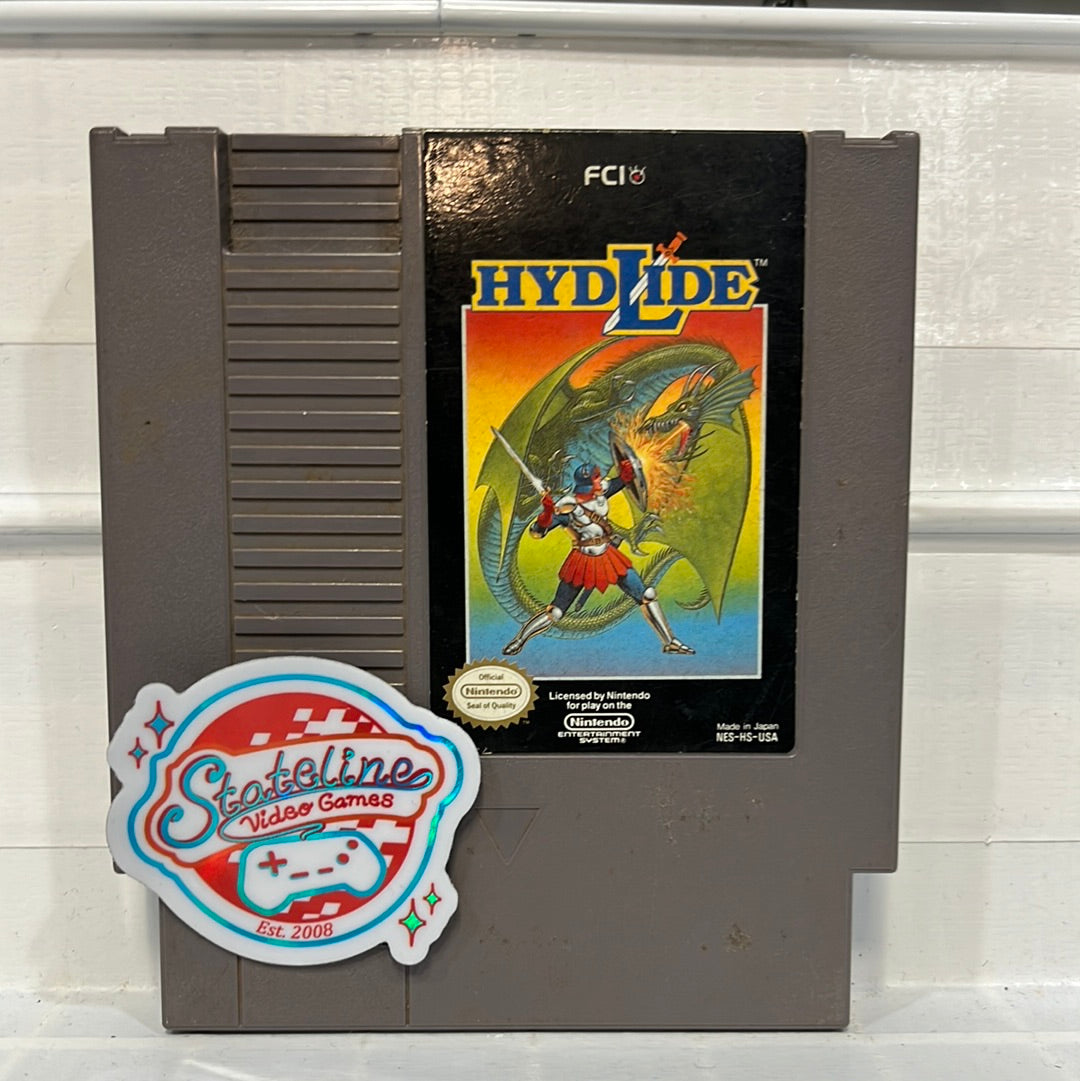 FCI
HYDLIDE™
Official
Nintendo
Seal of Quality
™
Licensed by Nintendo
for play on the
Nintendo
ENTERTAINMENT
SYSTEM®
Made in Japan
NES-HS-USA
Stateline
Video Games
Est. 2008